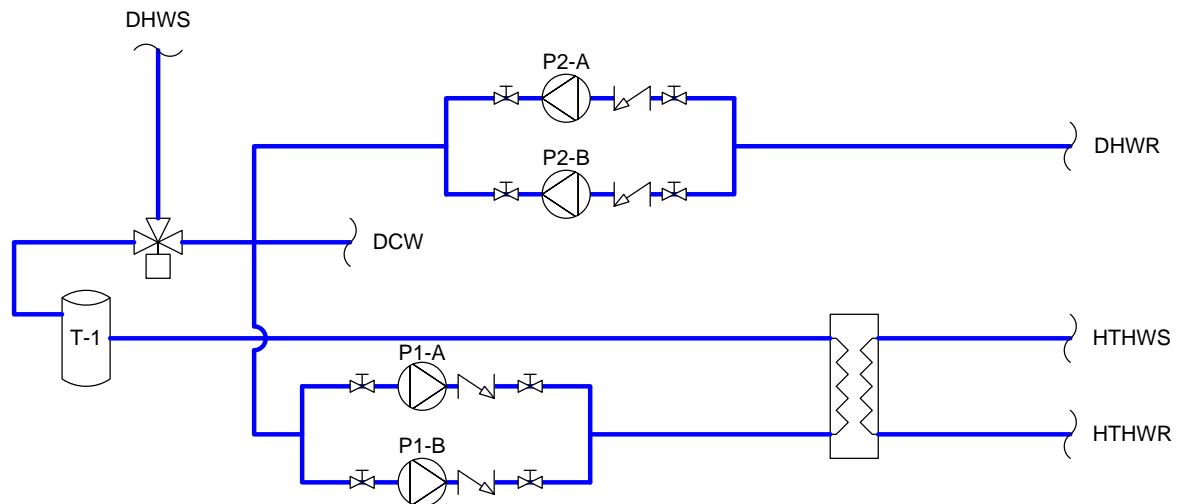 DHWS
P2-A
DHWR
P2-B
DCW
T-1
HTHWS
P1-A
HTHWR
P1-B